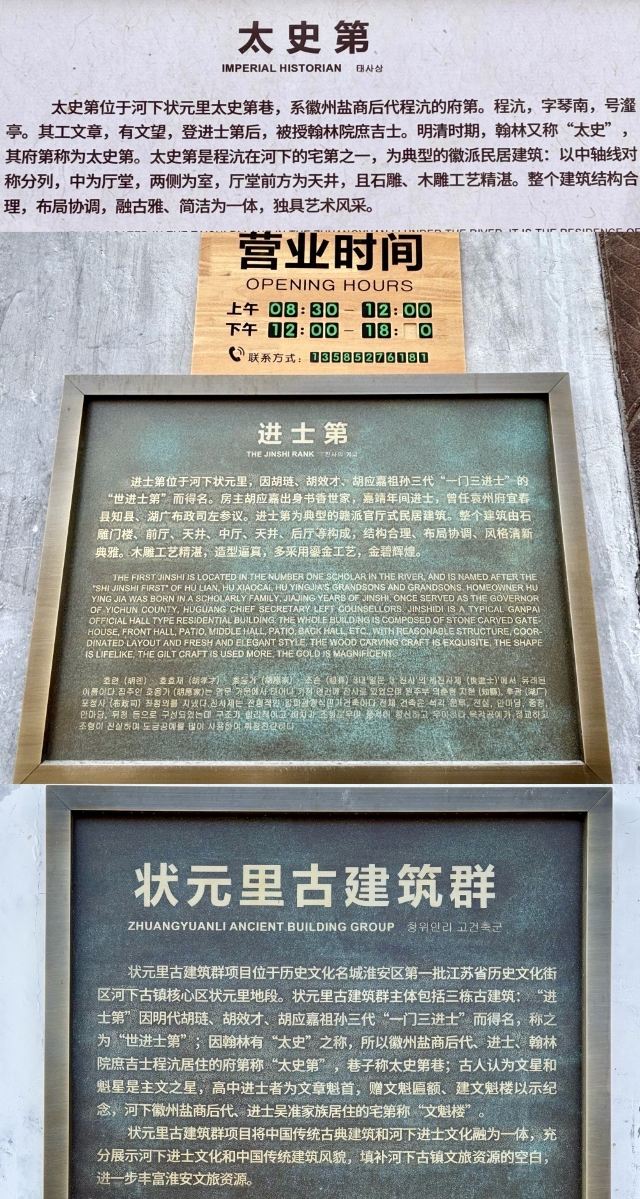 太史第
IMPERIAL HISTORIAN 태사상
太史第位于河下状元里太史第巷，系徽州盐商后代程沆的府第。程沆，字琴南，号瀣
亭。其工文章，有文望，登进士第后，被授翰林院庶吉士。明清时期，翰林又称“太史”，
其府第称为太史第。太史第是程沆在河下的宅第之一，为典型的徽派民居建筑：以中轴线对
称分列，中为厅堂，两侧为室，厅堂前方为天井，且石雕、木雕工艺精湛。整个建筑结构合
理，布局协调，融古雅、简洁为一体，独具艺术风采。
营业时间
OPENING HOURS
上午 08:30-12:00
下午 12:00-18: 0
联系方式：13585276181
进士第
THE JINSHI RANK
进士第位于河下状元里，因胡琏、胡效才、胡应嘉祖孙三代“一门三进士”的
“世进士第”而得名。房主胡应嘉出身书香世家，嘉靖年间进士，曾任袁州府宜春
县知县、湖广布政司左参议。进士第为典型的赣派官厅式民居建筑。整个建筑由石
雕门楼、前厅、天井、中厅、天井、后厅等构成，结构合理、布局协调、风格清新
典雅。木雕工艺精湛，造型逼真，多采用鎏金工艺，金碧辉煌。
THE FIRST JINSHI IS LOCATED IN THE NUMBER ONE SCHOLAR IN THE RIVER, AND IS NAMED AFTER THE
"SHI JINSHI FIRST" OF HU LIAN, HU XIAOCAI, HU YINGJIA'S GRANDSONS AND GRANDSONS. HOMEOWNER HU
YING JIA WAS BORN IN A SCHOLARLY FAMILY, JIAJING YEARS OF JINSHI, ONCE SERVED AS THE GOVERNOR
OF YICHUN COUNTY, HUGUANG CHIEF SECRETARY LEFT COUNSELLORS. JINSHIDI IS A TYPICAL GANPAI
OFFICIAL HALL TYPE RESIDENTIAL BUILDING. THE WHOLE BUILDING IS COMPOSED OF STONE CARVED GATE-
HOUSE, FRONT HALL, PATIO, MIDDLE HALL, PATIO, BACK HALL, ETC., WITH REASONABLE STRUCTURE, COOR-
DINATED LAYOUT AND FRESH AND ELEGANT STYLE, THE WOOD CARVING CRAFT IS EXQUISITE, THE SHAPE
IS LIFELIKE, THE GILT CRAFT IS USED MORE, THE GOLD IS MAGNIFICENT.
状元里古建筑群
ZHUANGYUANLI ANCIENT BUILDING GROUP 청위안리 고건축군
状元里古建筑群项目位于历史文化名城淮安区第一批江苏省历史文化街
区河下古镇核心区状元里地段。状元里古建筑群主体包括三栋古建筑：“进
士第”因明代胡琏、胡效才、胡应嘉祖孙三代“一门三进士”而得名，称之
为“世进士第”；因翰林有“太史”之称，所以徽州盐商后代、进士、翰林
院庶吉士程沆居住的府第称“太史第”，巷子称太史第巷；古人认为文星和
魁星是主文之星，高中进士者为文章魁首，赠文魁匾额、建文魁楼以示纪
念，河下徽州盐商后代、进士吴准家族居住的宅第称“文魁楼”。
状元里古建筑群项目将中国传统古典建筑和河下进士文化融为一体，充
分展示河下进士文化和中国传统建筑风貌，填补河下古镇文旅资源的空白，
进一步丰富淮安文旅资源。